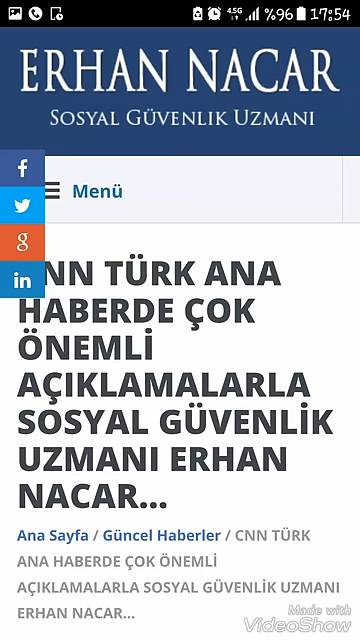 4.5G %96 17:54
ERHAN NACAR
SOSYAL GÜVENLIK UZMANI
f
Menü
g
in
CNN TÜRK ANA
HABERDE ÇOK
ÖNEMLİ
AÇIKLAMALARLA
SOSYAL GÜVENLİK
UZMANI ERHAN
NACAR...
Ana Sayfa / Güncel Haberler / CNN TÜRK
ANA HABERDE ÇOK ÖNEMLİ
AÇIKLAMALARLA SOSYAL GÜVENLİK UZMANI
ERHAN NACAR...
Made with
VideoShow